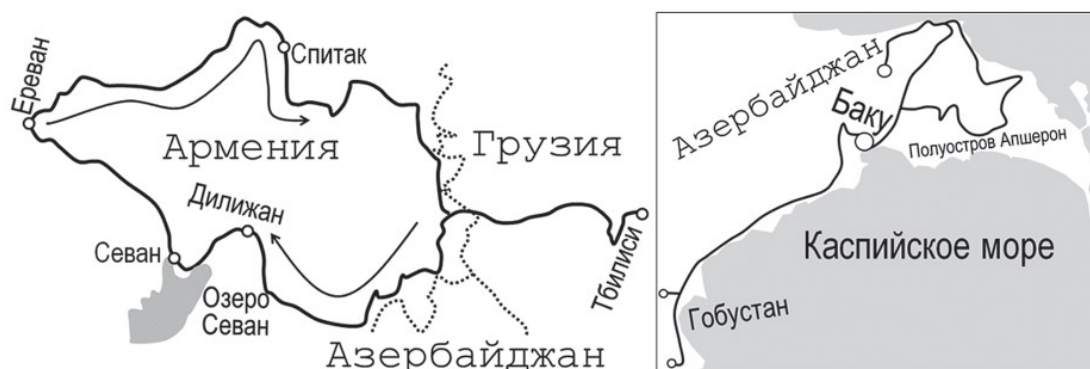 Ереван
Спитак
Армения
Грузия
Дилижан
Севан
Озеро
Севан
Тбилиси
Азербайджан
Азербайджан
Баку
Полуостров Апшерон
Каспийское море
Гобустан